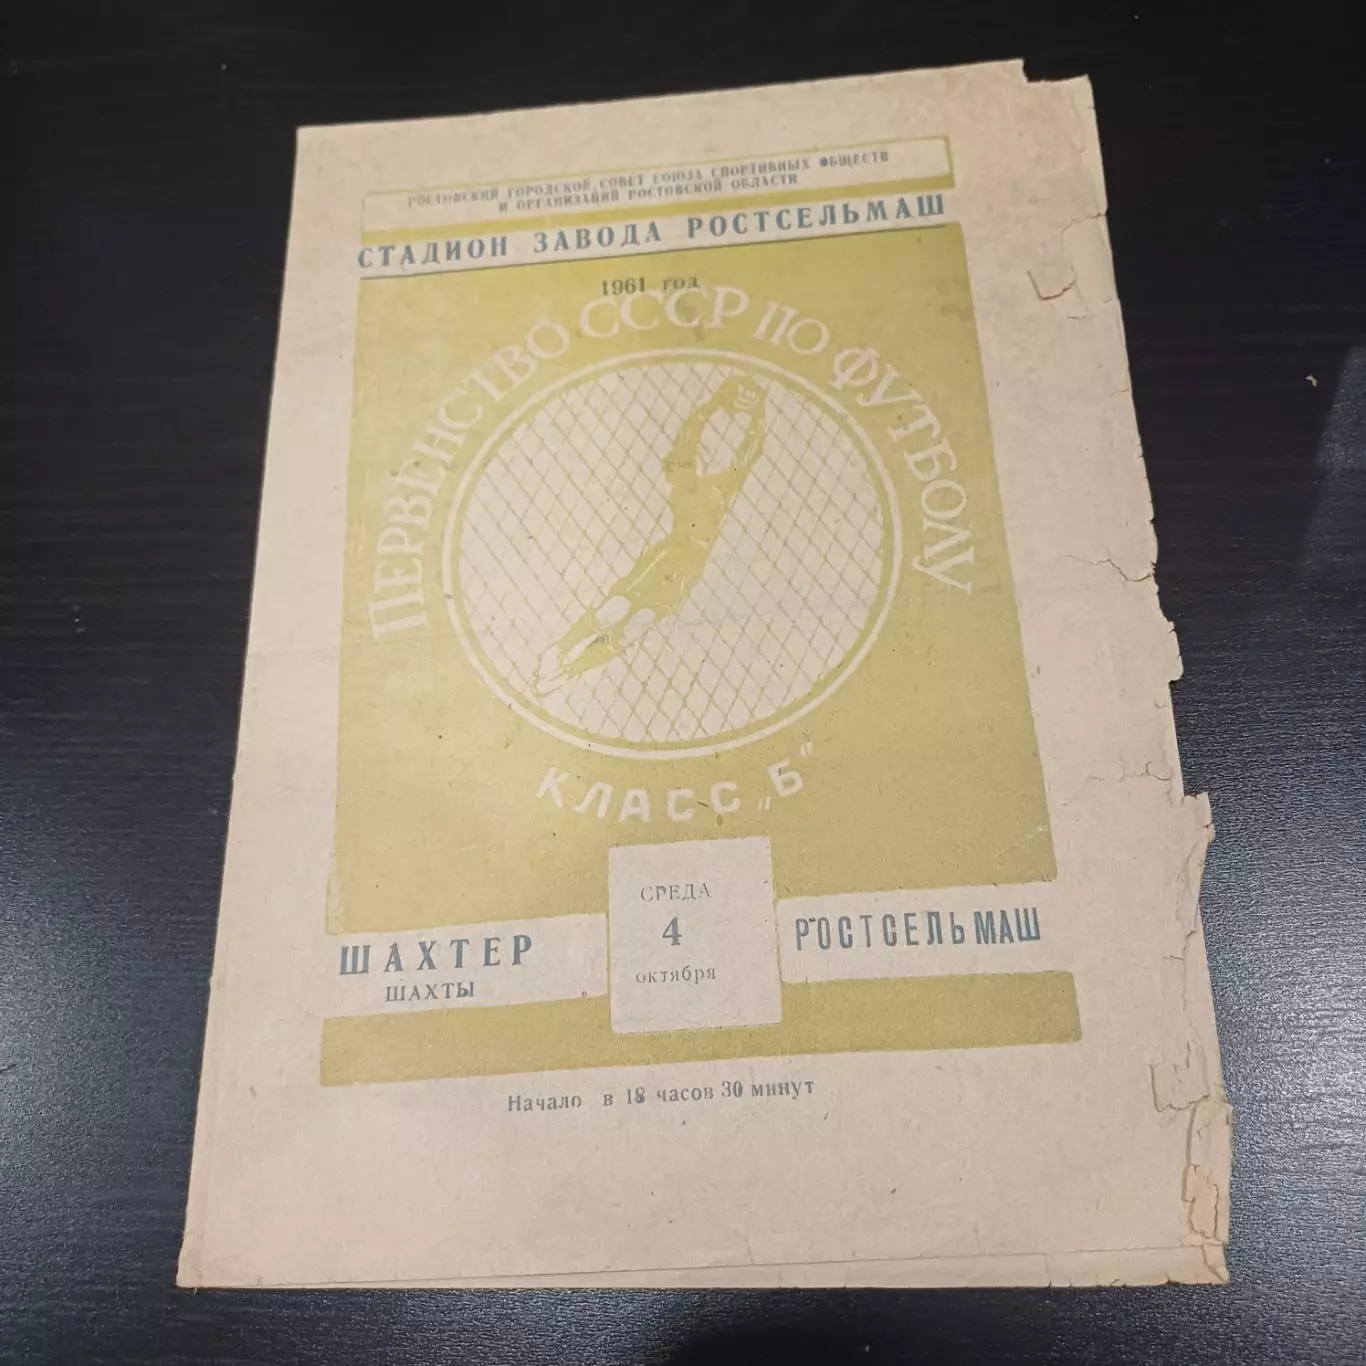 РОСТОВСКИЙ ГОРОДСКОЙ СОВЕТ СОЮЗА СПОРТИВНЫХ ОБЩЕСТВ
И ОРГАНИЗАЦИЙ РОСТОВСКОЙ ОБЛАСТИ
СТАДИОН ЗАВОДА РОСТСЕЛЬМАШ
1961 год
ПЕРВЕНСТВО СССР ПО ФУТБОЛУ
КЛАСС „Б"
ШАХТЕР
ШАХТЫ
СРЕДА
4
октября
РОСТСЕЛЬМАШ
Начало в 18 часов 30 минут